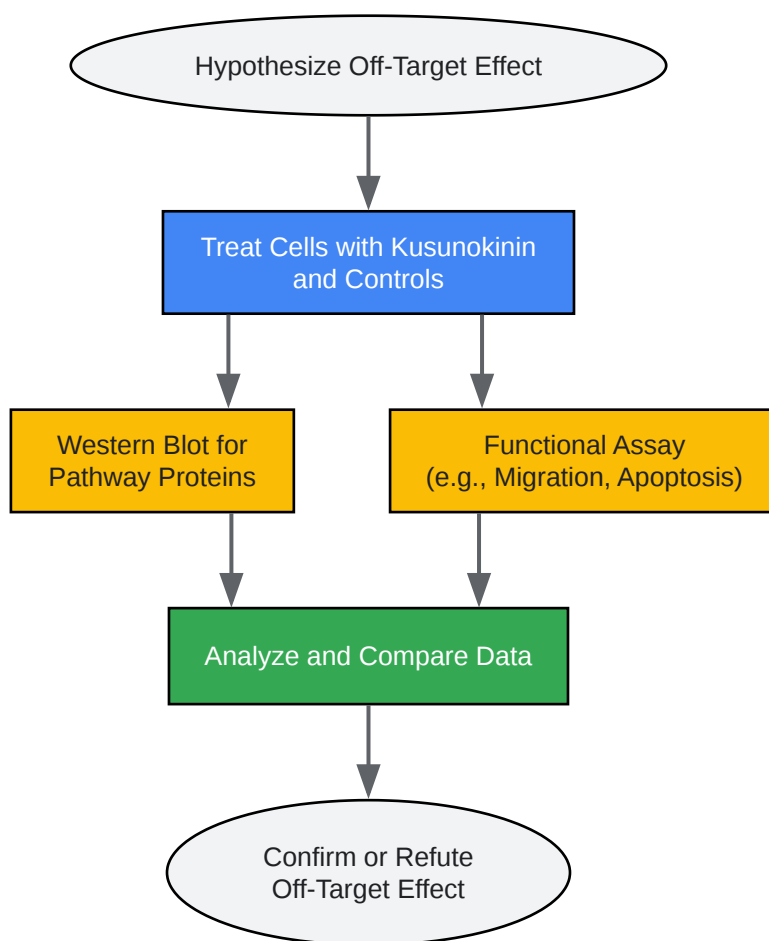 Hypothesize Off-Target Effect
Treat Cells with Kusunokinin
and Controls
Western Blot for
Pathway Proteins
Functional Assay
(e.g., Migration, Apoptosis)
Analyze and Compare Data
Confirm or Refute
Off-Target Effect